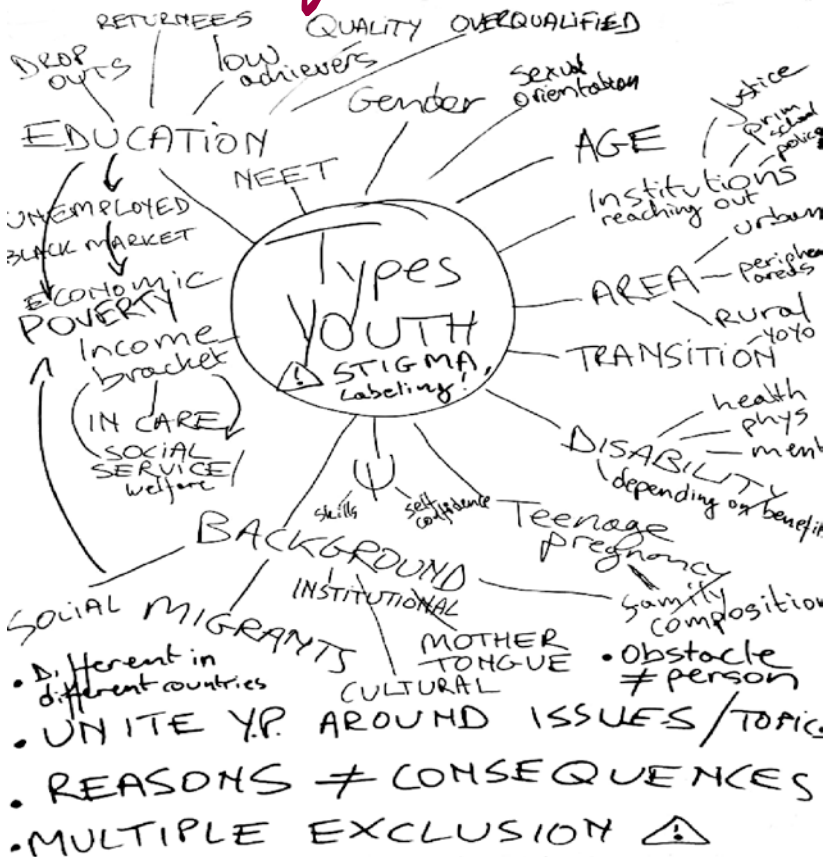 RETURNEES
QUALITY
OVERQUALIFIED
DROP
OUTS
low
achievers
EDUCATION
Gender
sexual
orientation
AGE
NEET
Justice
prim
school
police
Institutions
reaching out
UNEMPLOYED
BLACK MARKET
ECONOMIC
POVERTY
Income
bracket
IN CARE
SOCIAL
SERVICE/
welfare
Types
YOUTH
! STIGMA,
Labeling!
urban
AREA
peripheral
areas
Rural
YOYO
TRANSITION
health
phys
DISABILITY
depending on benefits
Ψ
skills
self
confidence
Teenage
pregnancy
family
composition
BACKGROUND
INSTITUTIONAL
SOCIAL
MIGRANTS
MOTHER
TONGUE
CULTURAL
• Different in
different countries
• Obstacle
≠ person
• UNITE Y.P. AROUND ISSUES/TOPICS
• REASONS ≠ CONSEQUENCES
• MULTIPLE EXCLUSION !